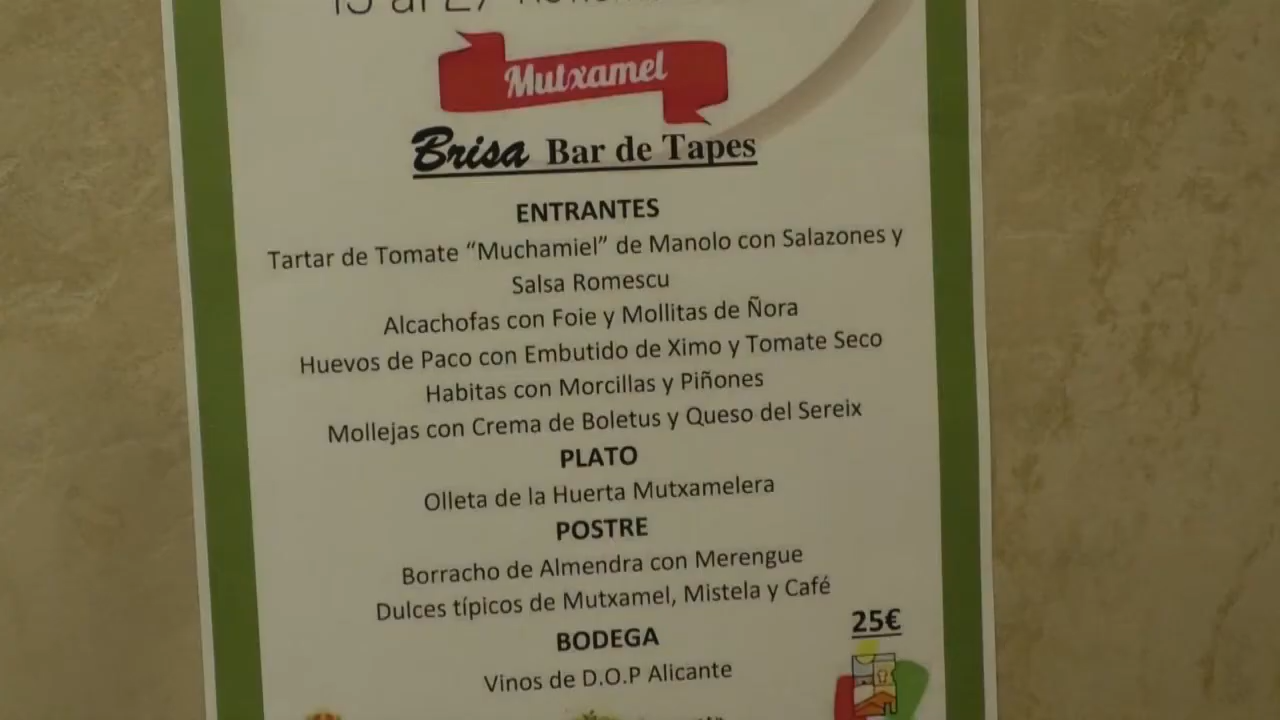 Mutxamel
Brisa Bar de Tapes
ENTRANTES
Tartar de Tomate “Muchamiel” de Manolo con Salazones y
Salsa Romescu
Alcachofas con Foie y Mollitas de Ñora
Huevos de Paco con Embutido de Ximo y Tomate Seco
Habitas con Morcillas y Piñones
Mollejas con Crema de Boletus y Queso del Sereix
PLATO
Olleta de la Huerta Mutxamelera
POSTRE
Borracho de Almendra con Merengue
Dulces típicos de Mutxamel, Mistela y Café
25€
BODEGA
Vinos de D.O.P Alicante